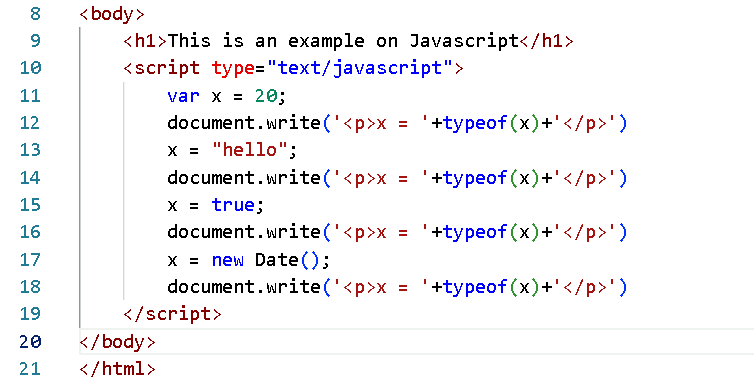 8 <body>
9 <h1>This is an example on Javascript</h1>
10 <script type="text/javascript">
11 var x = 20;
12 document.write('<p>x = '+typeof(x)+'</p>')
13 x = "hello";
14 document.write('<p>x = '+typeof(x)+'</p>')
15 x = true;
16 document.write('<p>x = '+typeof(x)+'</p>')
17 x = new Date();
18 document.write('<p>x = '+typeof(x)+'</p>')
19 </script>
20 </body>
21 </html>